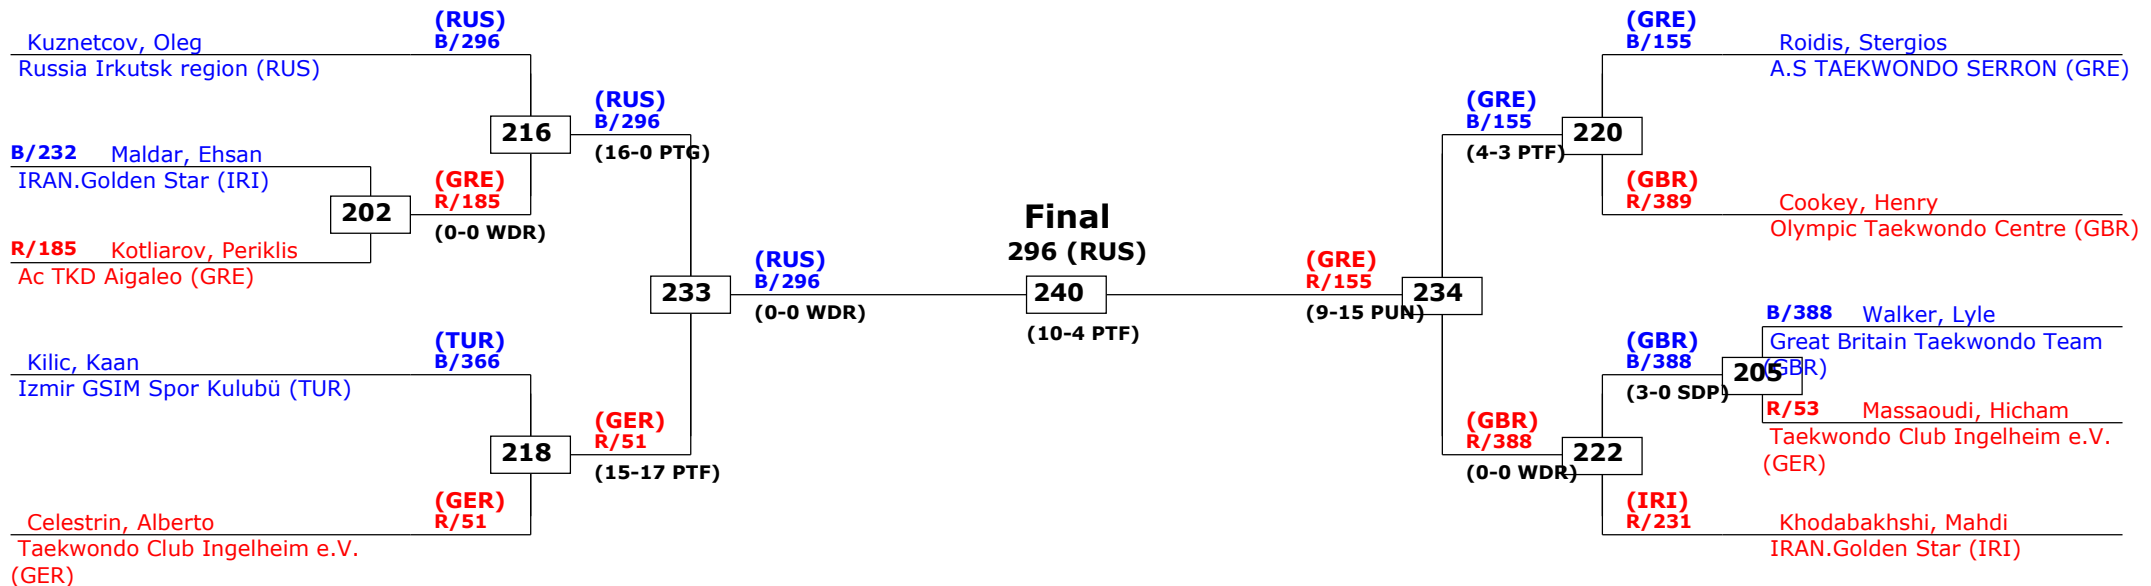 (RUS)
Kuznetcov, Oleg
B/296
Russia Irkutsk region (RUS)
216
(RUS)
B/296
(16-0 PTG)
B/232 Maldar, Ehsan
IRAN.Golden Star (IRI)
202
(GRE)
R/185
(0-0 WDR)
R/185 Kotliarov, Periklis
Ac TKD Aigaleo (GRE)
233
(RUS)
B/296
(0-0 WDR)
(TUR)
Kilic, Kaan
B/366
Izmir GSIM Spor Kulubü (TUR)
218
(GER)
R/51
(15-17 PTF)
(GER)
Celestrin, Alberto
R/51
Taekwondo Club Ingelheim e.V.
(GER)
Final
296 (RUS)
240
(10-4 PTF)
(GRE)
B/155
Roidis, Stergios
A.S TAEKWONDO SERRON (GRE)
(GRE)
B/155
220
(4-3 PTF)
(GBR)
R/389
Cookey, Henry
Olympic Taekwondo Centre (GBR)
(GRE)
R/155
234
(9-15 PUN)
B/388 Walker, Lyle
Great Britain Taekwondo Team
(GBR)
(GBR)
B/388
205
(3-0 SDP)
R/53 Massaoudi, Hicham
Taekwondo Club Ingelheim e.V.
(GER)
(GBR)
R/388
222
(0-0 WDR)
(IRI)
R/231
Khodabakhshi, Mahdi
IRAN.Golden Star (IRI)